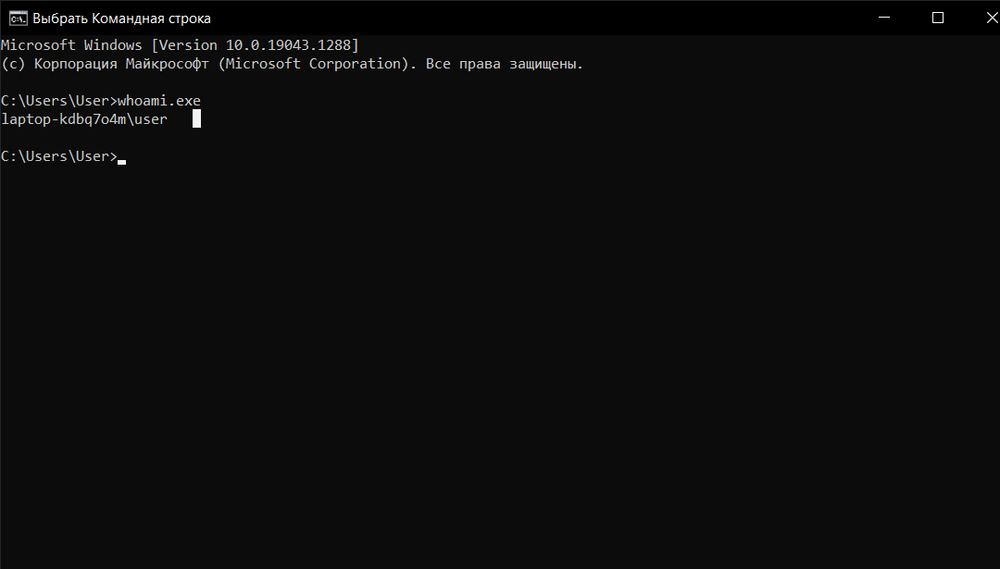 Выбрать Командная строка
Microsoft Windows [Version 10.0.19043.1288]
(c) Корпорация Майкрософт (Microsoft Corporation). Все права защищены.
C:\Users\User>whoami.exe
laptop-kdbq7o4m\user
C:\Users\User>